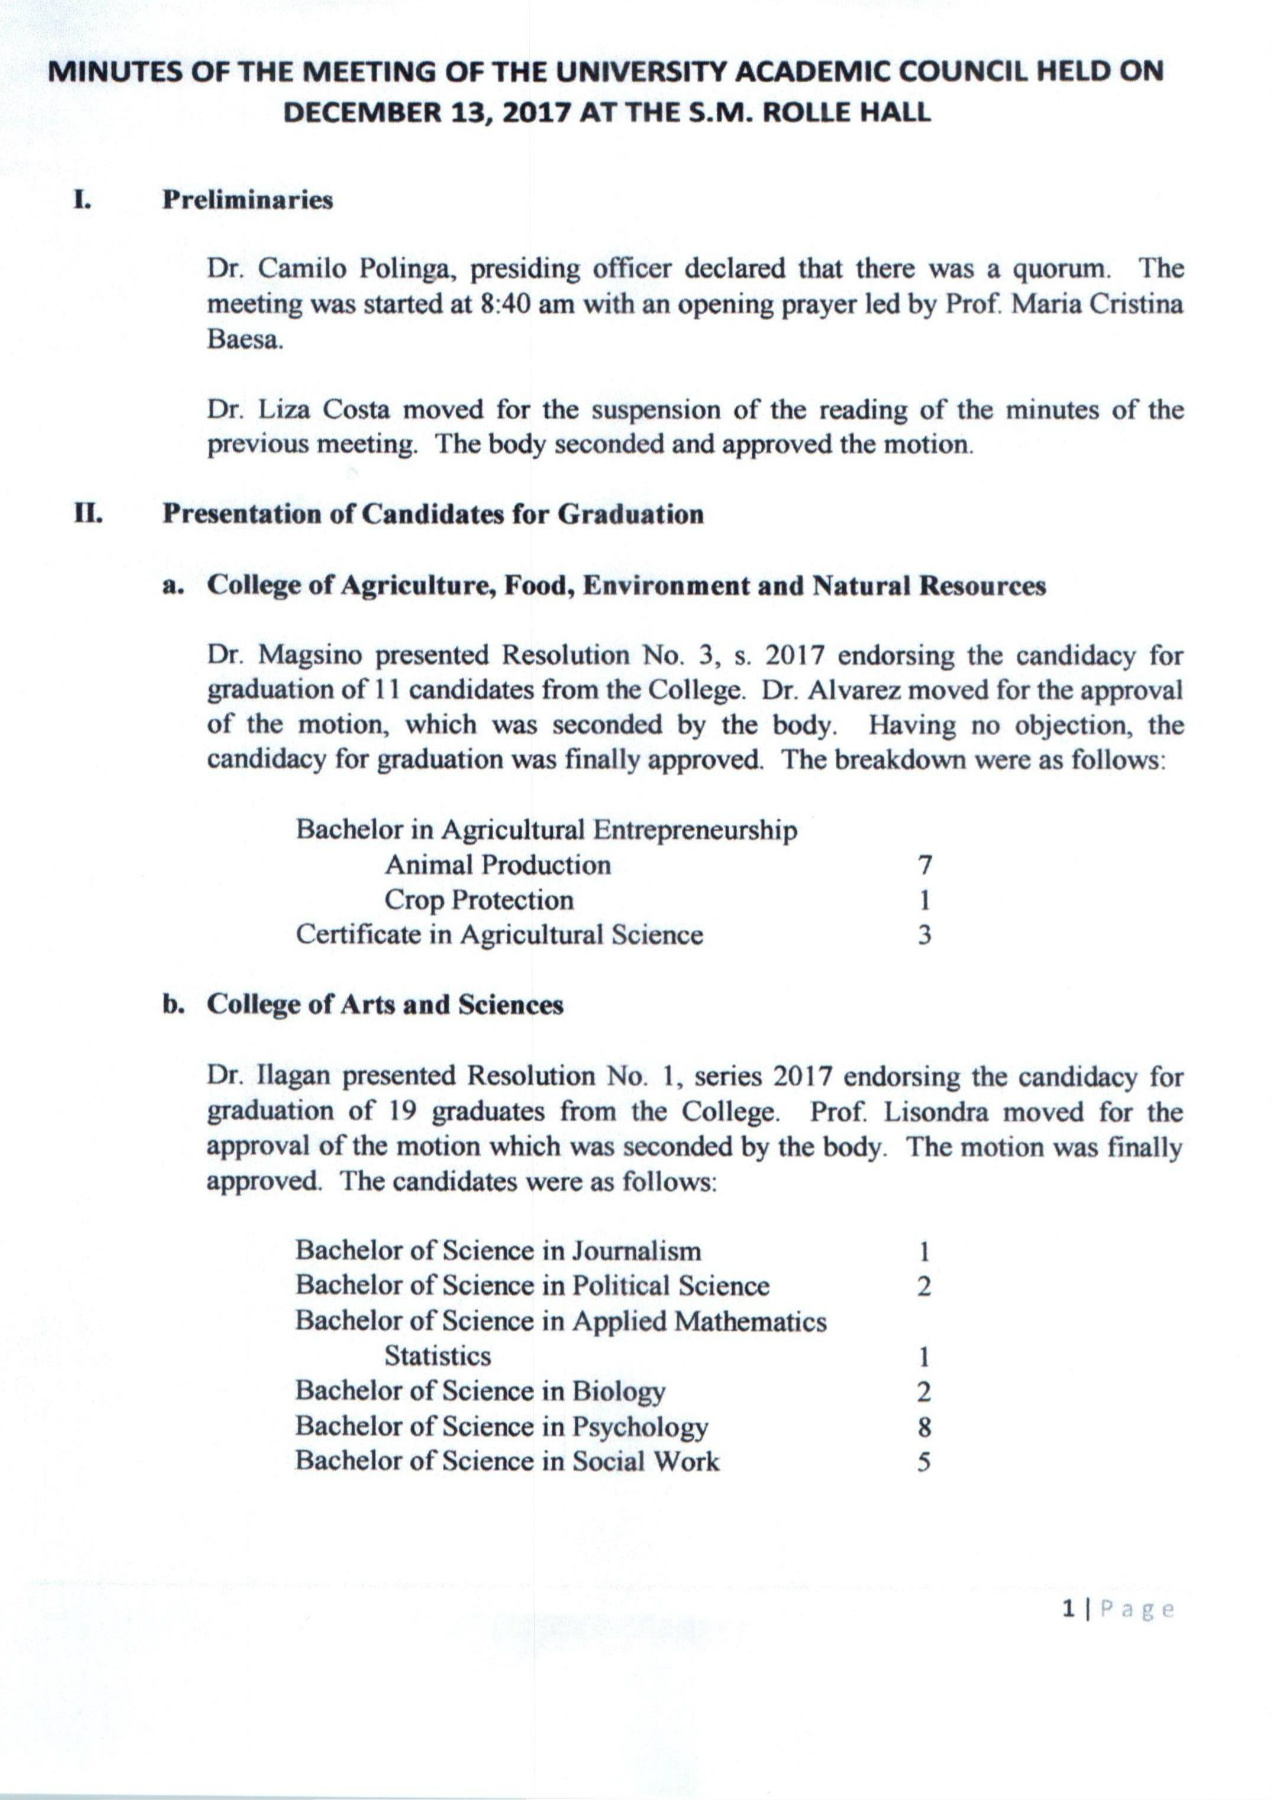 MINUTES OF THE MEETING OF THE UNIVERSITY ACADEMIC COUNCIL HELD ON
DECEMBER 13, 2017 AT THE S.M. ROLLE HALL
I. Preliminaries
Dr. Camilo Polinga, presiding officer declared that there was a quorum. The
meeting was started at 8:40 am with an opening prayer led by Prof. Maria Cristina
Baesa.
Dr. Liza Costa moved for the suspension of the reading of the minutes of the
previous meeting. The body seconded and approved the motion.
II. Presentation of Candidates for Graduation
a. College of Agriculture, Food, Environment and Natural Resources
Dr. Magsino presented Resolution No. 3, s. 2017 endorsing the candidacy for
graduation of 11 candidates from the College. Dr. Alvarez moved for the approval
of the motion, which was seconded by the body. Having no objection, the
candidacy for graduation was finally approved. The breakdown were as follows:
Bachelor in Agricultural Entrepreneurship
Animal Production 7
Crop Protection 1
Certificate in Agricultural Science 3
b. College of Arts and Sciences
Dr. Ilagan presented Resolution No. 1, series 2017 endorsing the candidacy for
graduation of 19 graduates from the College. Prof. Lisondra moved for the
approval of the motion which was seconded by the body. The motion was finally
approved. The candidates were as follows:
Bachelor of Science in Journalism 1
Bachelor of Science in Political Science 2
Bachelor of Science in Applied Mathematics
Statistics 1
Bachelor of Science in Biology 2
Bachelor of Science in Psychology 8
Bachelor of Science in Social Work 5
1 | Page